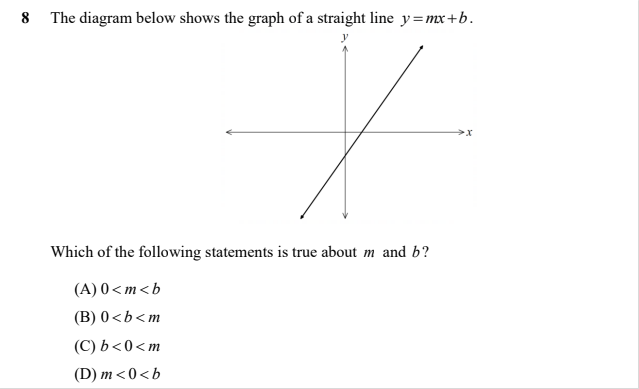 8 The diagram below shows the graph of a straight line y=mx+b.
y
x
Which of the following statements is true about m and b?
(A) 0<m<b
(B) 0<b<m
(C) b<0<m
(D) m<0<b